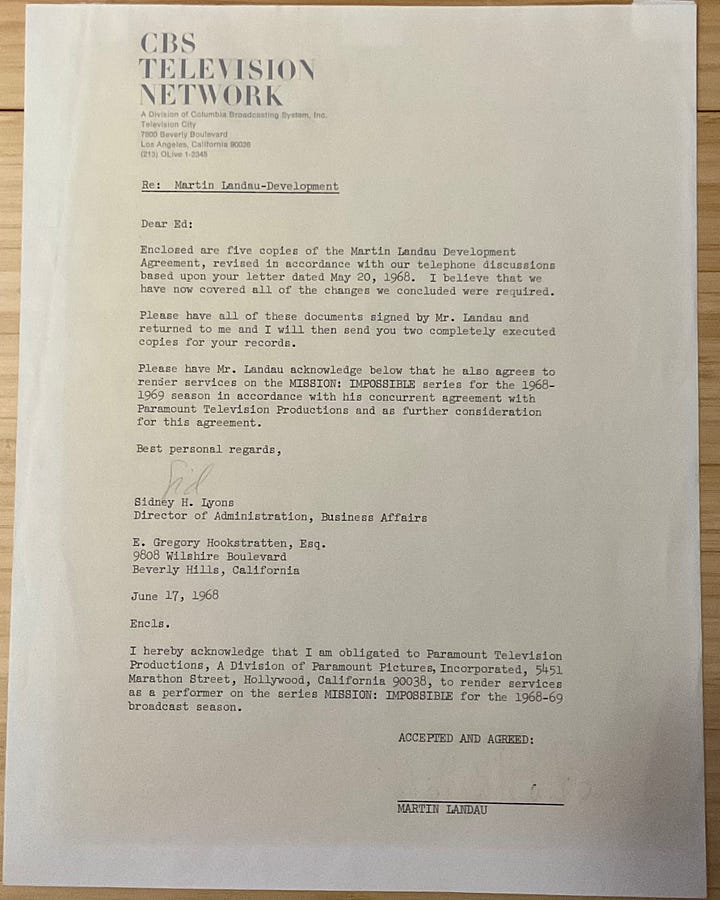 CBS
TELEVISION
NETWORK
A Division of Columbia Broadcasting System, Inc.
Television City
7800 Beverly Boulevard
Los Angeles, California 90036
(213) OLive 1-2345
Re: Martin Landau-Development
Dear Ed:
Enclosed are five copies of the Martin Landau Development
Agreement, revised in accordance with our telephone discussions
based upon your letter dated May 20, 1968. I believe that we
have now covered all of the changes we concluded were required.
Please have all of these documents signed by Mr. Landau and
returned to me and I will then send you two completely executed
copies for your records.
Please have Mr. Landau acknowledge below that he also agrees to
render services on the MISSION: IMPOSSIBLE series for the 1968-
1969 season in accordance with his concurrent agreement with
Paramount Television Productions and as further consideration
for this agreement.
Best personal regards,
Sid
Sidney H. Lyons
Director of Administration, Business Affairs
E. Gregory Hookstratten, Esq.
9808 Wilshire Boulevard
Beverly Hills, California
June 17, 1968
Encls.
I hereby acknowledge that I am obligated to Paramount Television
Productions, A Division of Paramount Pictures, Incorporated, 5451
Marathon Street, Hollywood, California 90038, to render services
as a performer on the series MISSION: IMPOSSIBLE for the 1968-69
broadcast season.
ACCEPTED AND AGREED:
MARTIN LANDAU